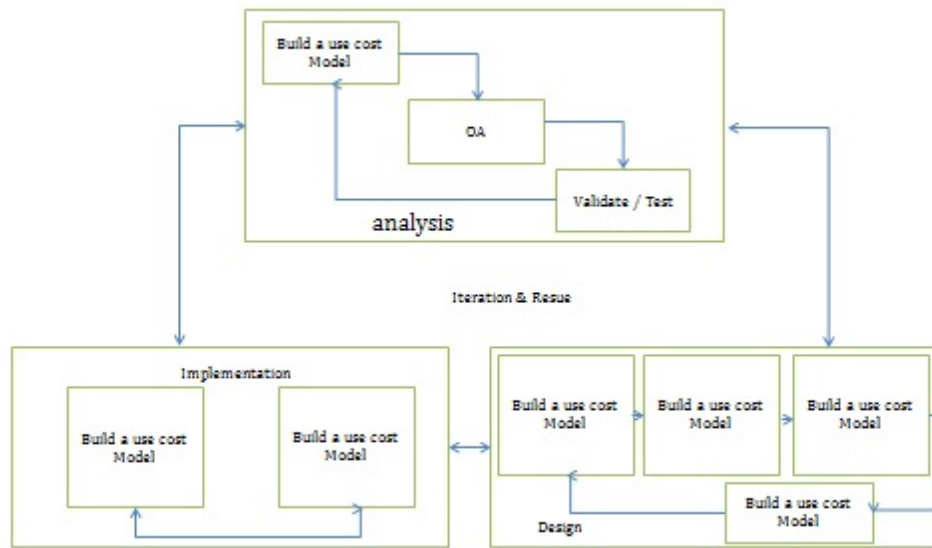 Build a use cost
Model
OA
Validate / Test
analysis
Iteration & Resue
Implementation
Build a use cost
Model
Build a use cost
Model
Build a use cost
Model
Build a use cost
Model
Build a use cost
Model
Build a use cost
Model
Design